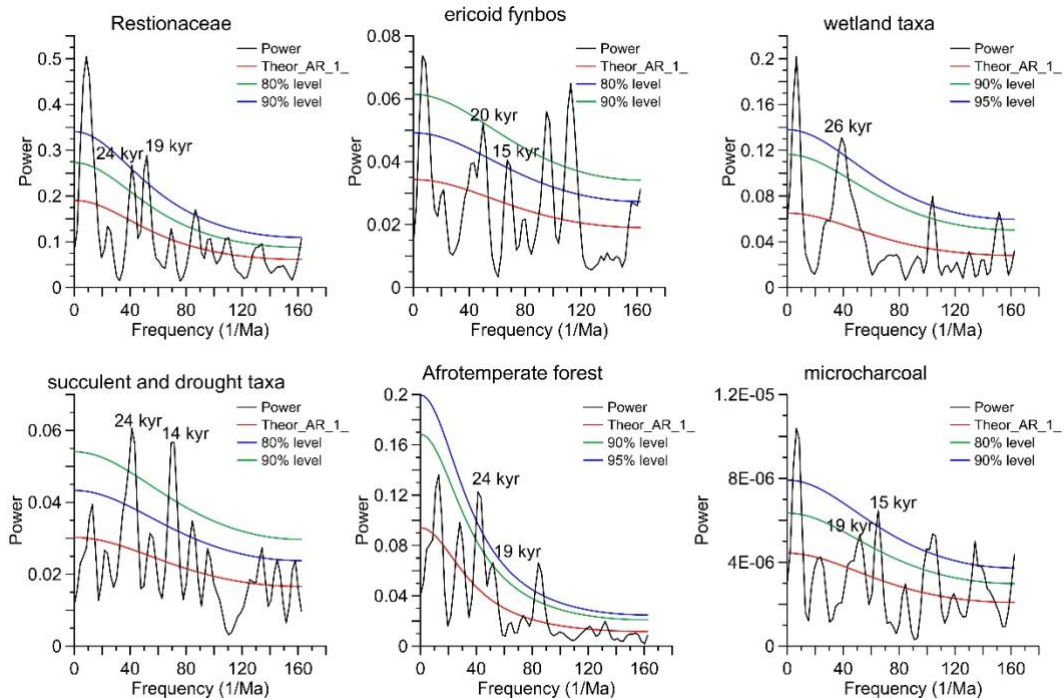 Restionaceae
Power
Theor_AR_1_
80% level
90% level
24 kyr
19 kyr
0.5
0.4
0.3
0.2
0.1
0
Power
0 40 80 120 160
Frequency (1/Ma)
ericoid fynbos
Power
Theor_AR_1_
80% level
90% level
20 kyr
15 kyr
0.08
0.06
0.04
0.02
0
Power
0 40 80 120 160
Frequency (1/Ma)
wetland taxa
Power
Theor_AR_1_
90% level
95% level
26 kyr
0.2
0.16
0.12
0.08
0.04
0
Power
0 40 80 120 160
Frequency (1/Ma)
succulent and drought taxa
Power
Theor_AR_1_
80% level
90% level
24 kyr
14 kyr
0.06
0.04
0.02
0
Power
0 40 80 120 160
Frequency (1/Ma)
Afrotemperate forest
Power
Theor_AR_1_
90% level
95% level
24 kyr
19 kyr
0.2
0.16
0.12
0.08
0.04
0
Power
0 40 80 120 160
Frequency (1/Ma)
microcharcoal
Power
Theor_AR_1_
80% level
90% level
15 kyr
19 kyr
1.2E-05
8E-06
4E-06
0
Power
0 40 80 120 160
Frequency (1/Ma)